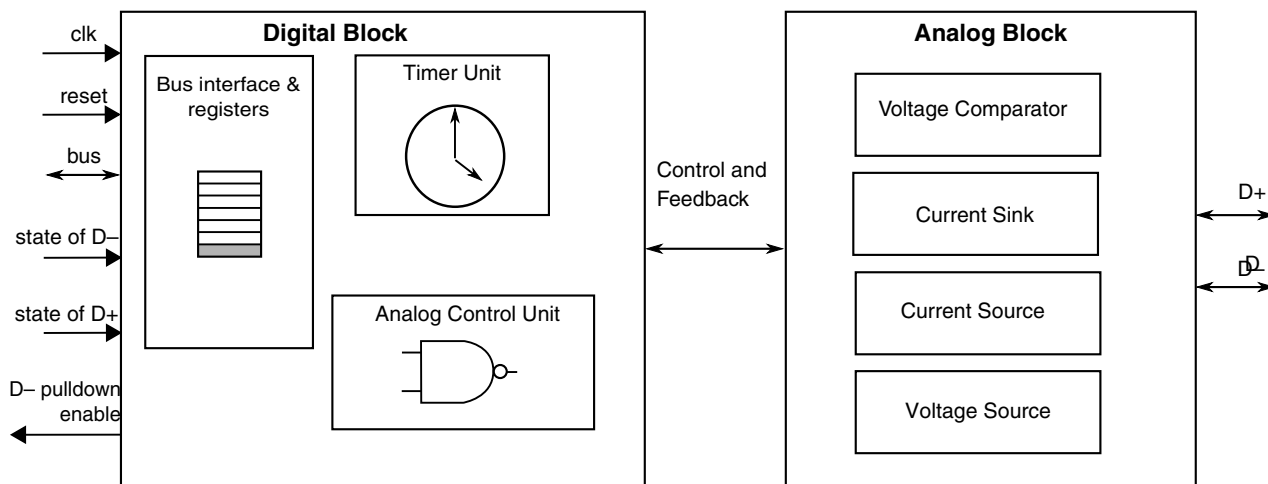 Digital Block
Analog Block
clk
reset
bus
state of D–
state of D+
D– pulldown
enable
Bus interface &
registers
Timer Unit
Analog Control Unit
Control and
Feedback
Voltage Comparator
Current Sink
Current Source
Voltage Source
D+
D
D–